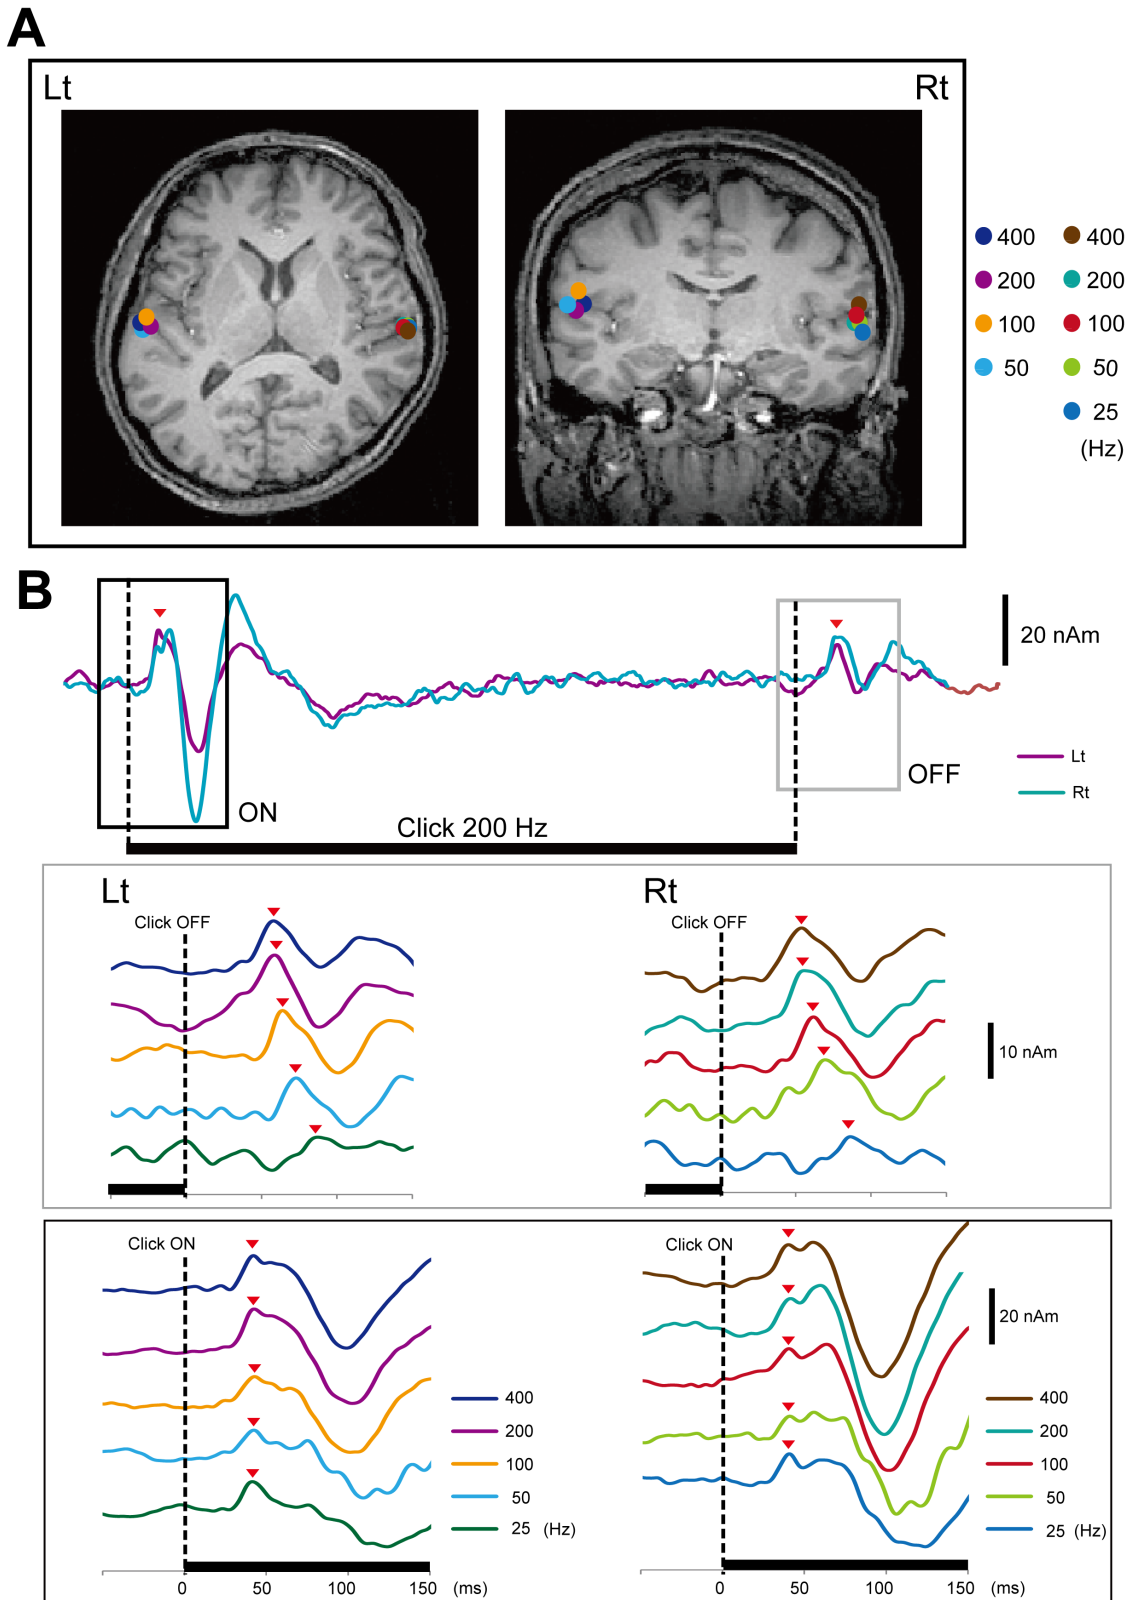 A
Lt
Rt
400 400
200 200
100 100
50 50
25
(Hz)
B
20 nAm
Lt
Rt
ON
OFF
Click 200 Hz
Lt
Rt
Click OFF
Click OFF
10 nAm
Click ON
Click ON
20 nAm
400
200
100
50
25 (Hz)
400
200
100
50
25 (Hz)
0 50 100 150 (ms)
0 50 100 150 (ms)